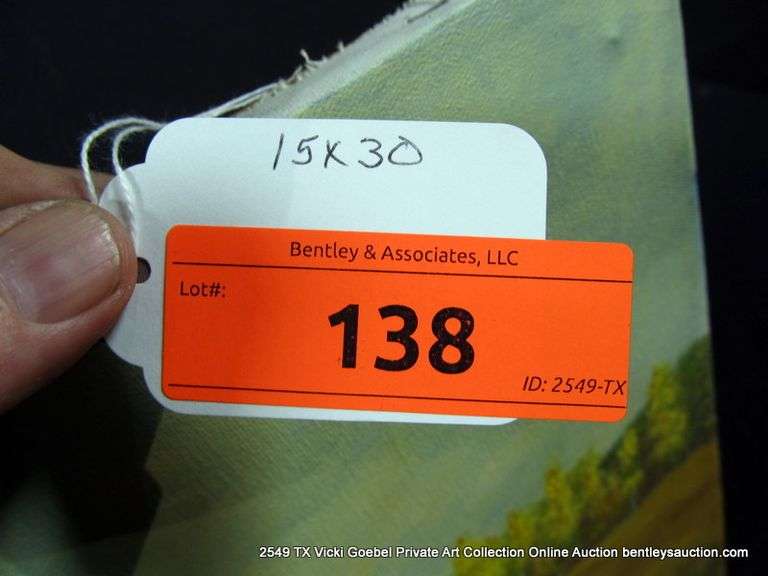 15X30
Bentley & Associates, LLC
Lot#:
138
ID: 2549-TX
2549 TX Vicki Goebel Private Art Collection Online Auction bentleysauction.com